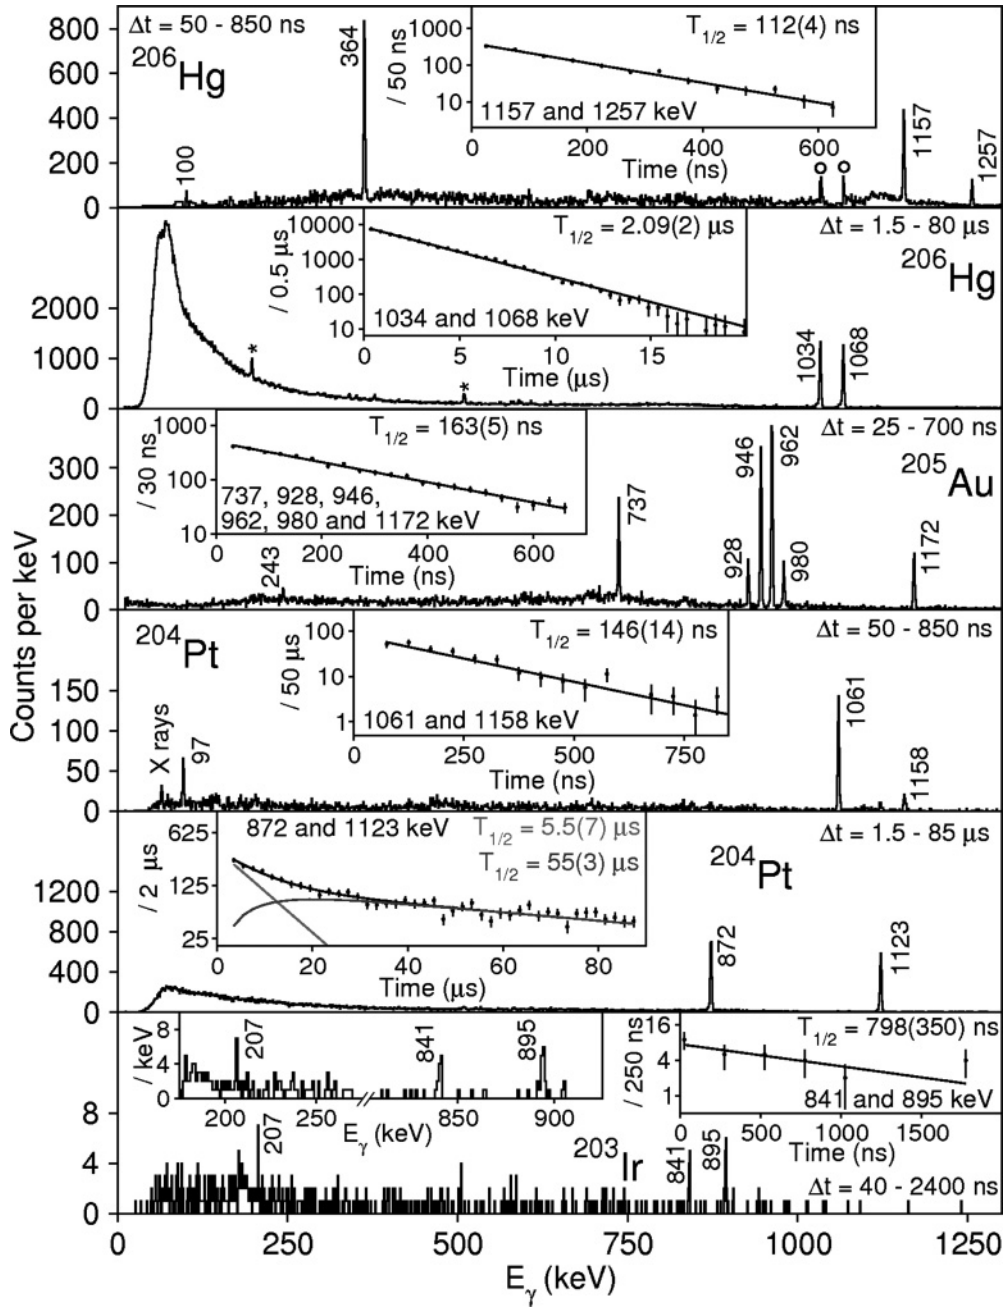 Counts per keV
Δt = 50 - 850 ns
206Hg
800
600
400
200
0
100
364
1157
1257
T1/2 = 112(4) ns
/ 50 ns
1000
100
10
1157 and 1257 keV
0 200 400 600
Time (ns)
Δt = 1.5 - 80 μs
206Hg
2000
1000
0
*
*
1034
1068
T1/2 = 2.09(2) μs
/ 0.5 μs
10000
1000
100
10
1034 and 1068 keV
0 5 10 15
Time (μs)
Δt = 25 - 700 ns
205Au
300
200
100
0
243
737
928
946
962
980
1172
T1/2 = 163(5) ns
/ 30 ns
1000
100
10
737, 928, 946,
962, 980 and 1172 keV
0 200 400 600
Time (ns)
204Pt
Δt = 50 - 850 ns
150
100
50
0
X rays
97
1061
1158
T1/2 = 146(14) ns
/ 50 μs
100
10
1
1061 and 1158 keV
0 250 500 750
Time (ns)
Δt = 1.5 - 85 μs
204Pt
1200
800
400
0
872
1123
872 and 1123 keV
T1/2 = 5.5(7) μs
T1/2 = 55(3) μs
/ 2 μs
625
125
25
0 20 40 60 80
Time (μs)
/ keV
8
4
0
207
841
895
200 250 850 900
Eγ (keV)
T1/2 = 798(350) ns
/ 250 ns
16
4
1
841 and 895 keV
0 500 1000 1500
Time (ns)
203Ir
Δt = 40 - 2400 ns
8
4
0
207
841
895
0 250 500 750 1000 1250
Eγ (keV)